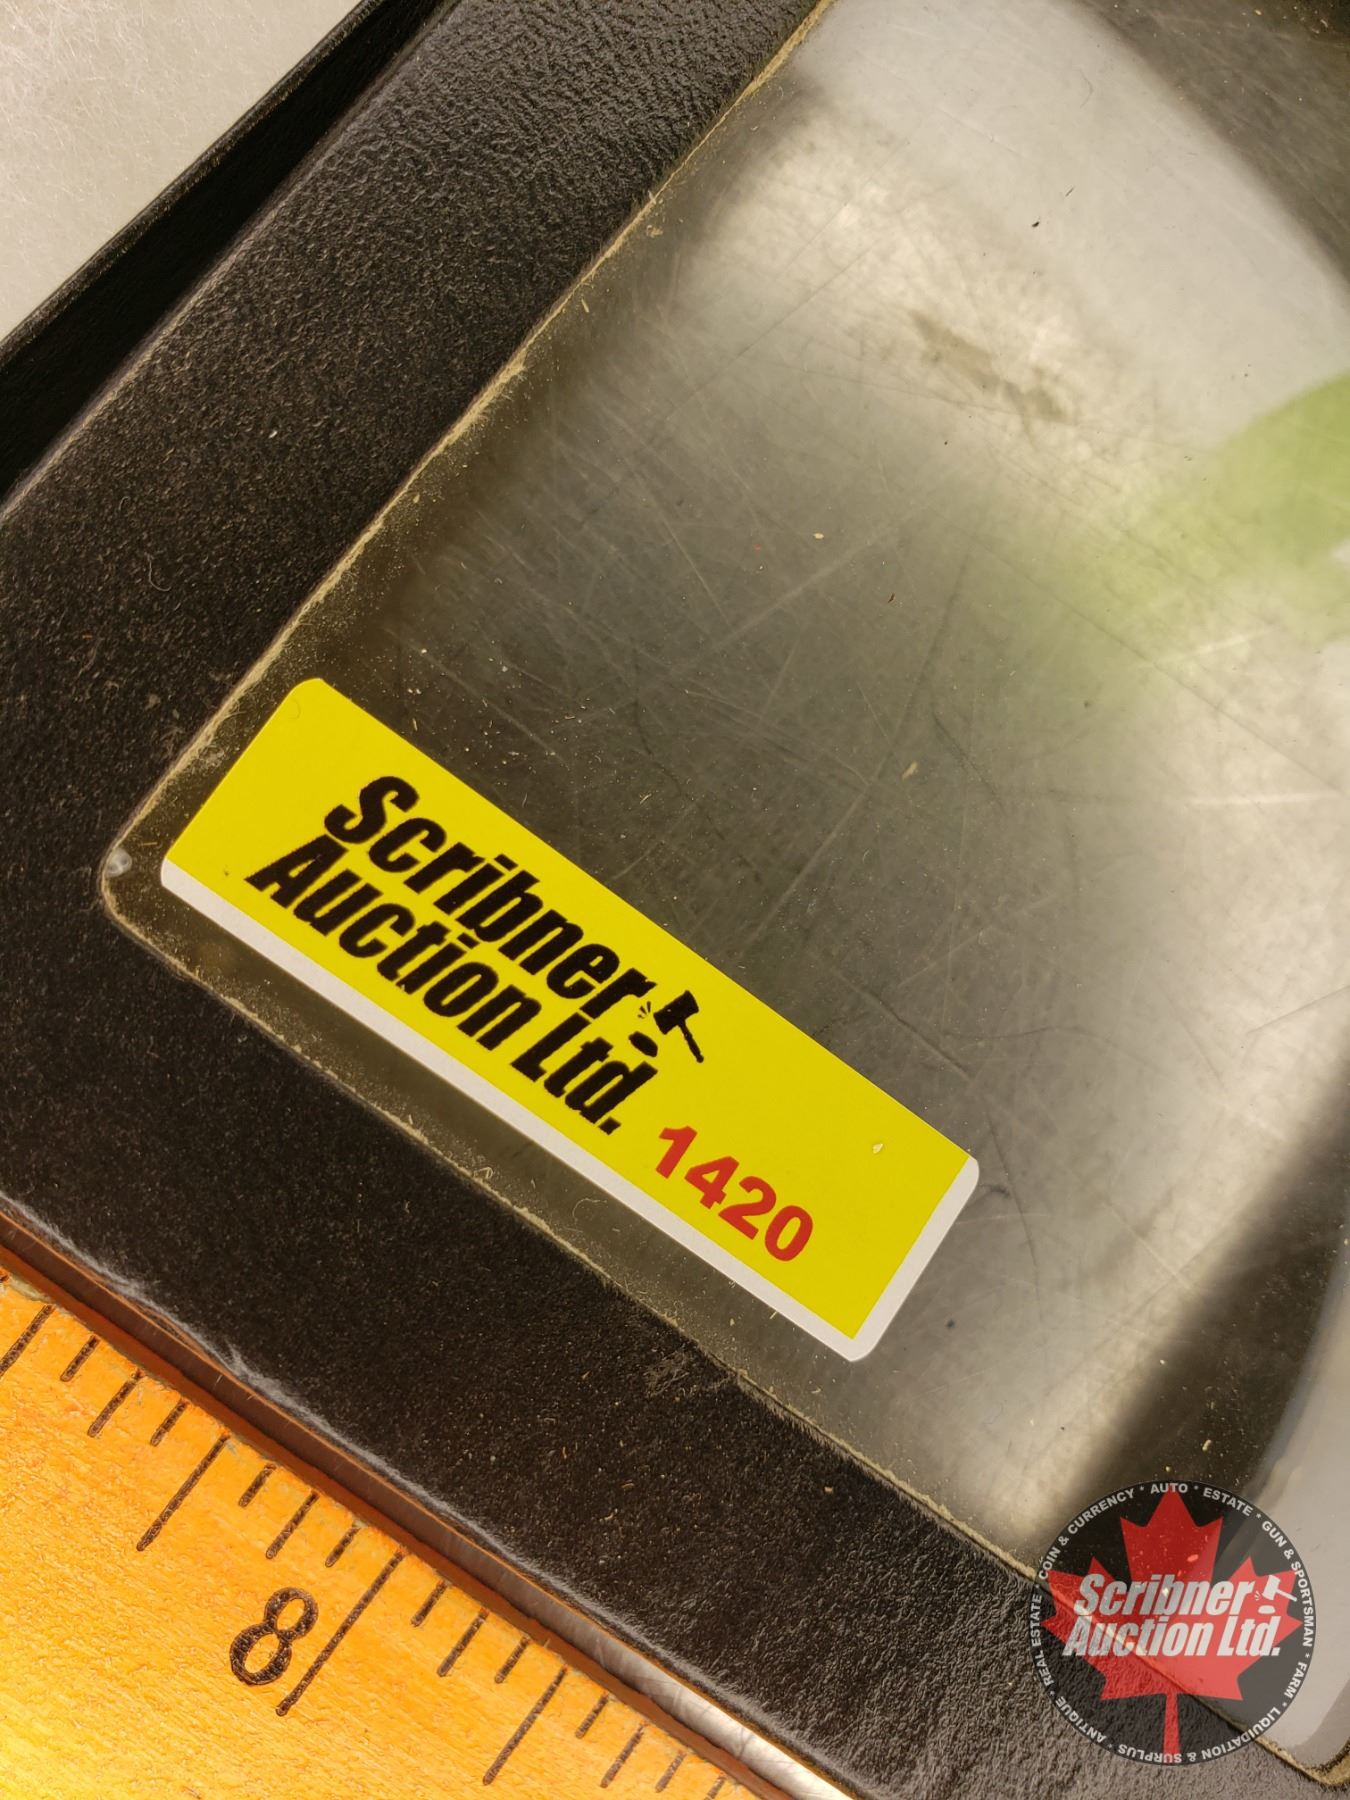 Scribner
Auction Ltd.
1420
8
COIN & CURRENCY * AUTO * ESTATE * GUN & SPORTSMAN * FARM * LIQUIDATION & SURPLUS * ANTIQUE * REAL ESTATE
Scribner
Auction Ltd.